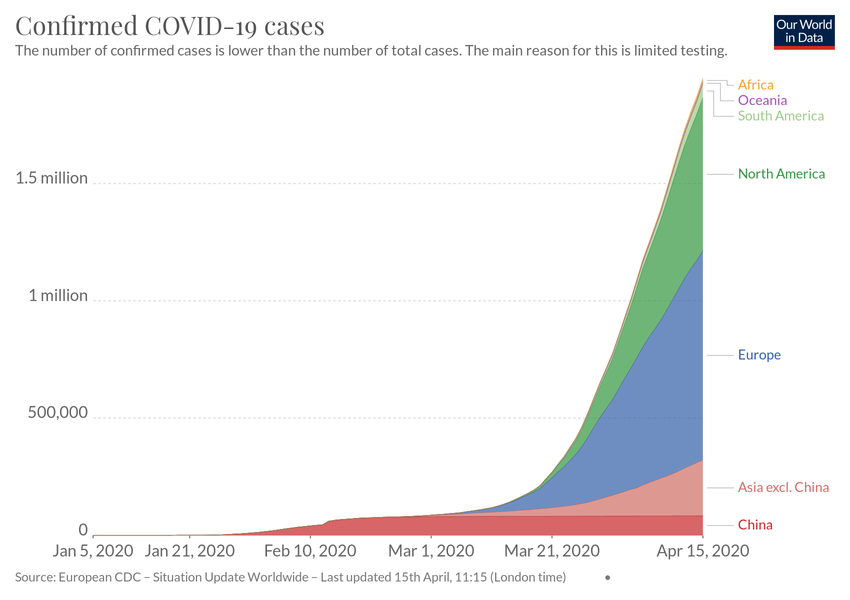 Confirmed COVID-19 cases
The number of confirmed cases is lower than the number of total cases. The main reason for this is limited testing.
Our World
in Data
Africa
Oceania
South America
1.5 million
North America
1 million
Europe
500,000
Asia excl. China
China
0
Jan 5, 2020 Jan 21, 2020 Feb 10, 2020 Mar 1, 2020 Mar 21, 2020 Apr 15, 2020
Source: European CDC – Situation Update Worldwide – Last updated 15th April, 11:15 (London time) •